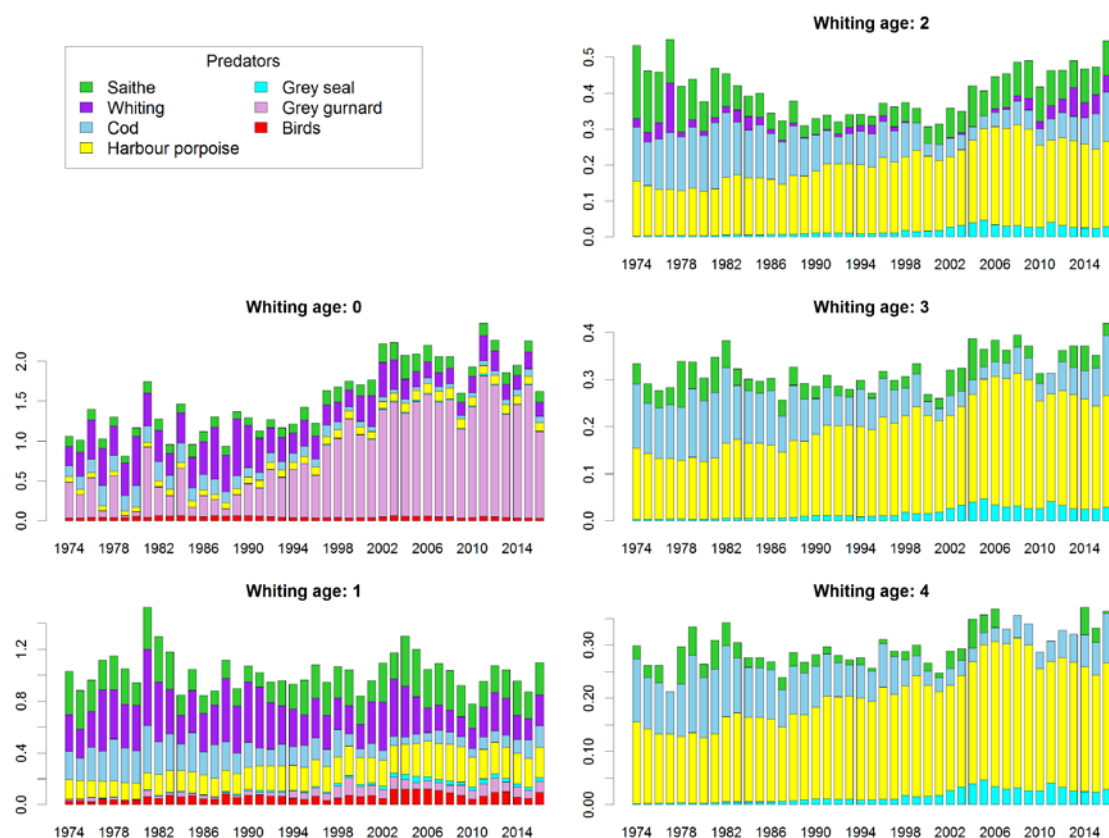 Predators
Saithe
Whiting
Cod
Harbour porpoise
Grey seal
Grey gurnard
Birds
Whiting age: 2
0.0 0.1 0.2 0.3 0.4 0.5
1974 1978 1982 1986 1990 1994 1998 2002 2006 2010 2014
Whiting age: 0
0.0 0.5 1.0 1.5 2.0
1974 1978 1982 1986 1990 1994 1998 2002 2006 2010 2014
Whiting age: 3
0.0 0.1 0.2 0.3 0.4
1974 1978 1982 1986 1990 1994 1998 2002 2006 2010 2014
Whiting age: 1
0.0 0.4 0.8 1.2
1974 1978 1982 1986 1990 1994 1998 2002 2006 2010 2014
Whiting age: 4
0.00 0.10 0.20 0.30
1974 1978 1982 1986 1990 1994 1998 2002 2006 2010 2014